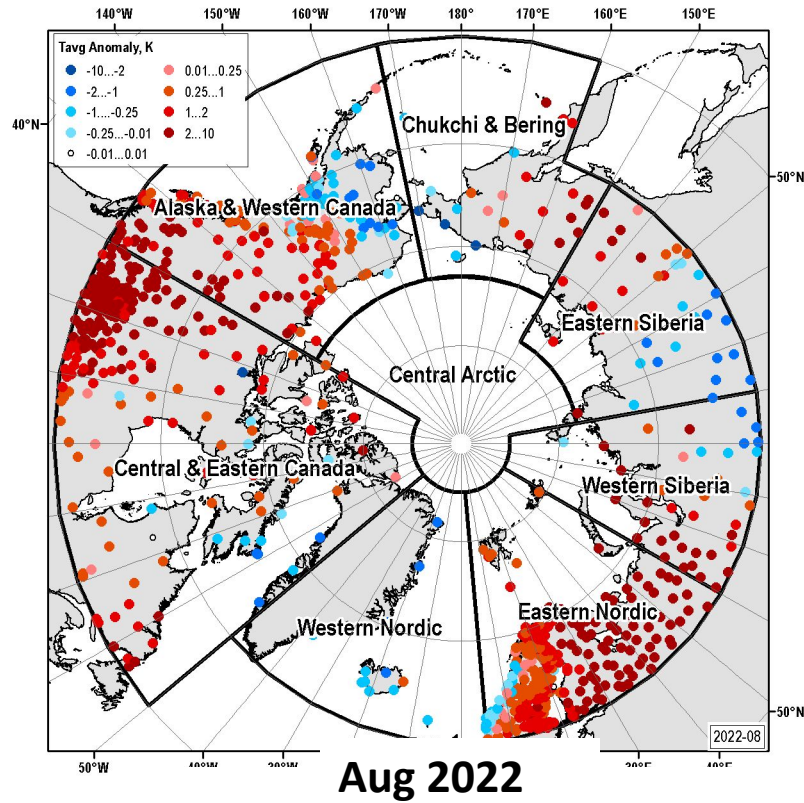 140°W 150°W 160°W 170°W 180° 170°E 160°E 150°E
Tavg Anomaly, K
-10...-2 0.01...0.25
-2...-1 0.25...1
-1...-0.25 1...2
-0.25...-0.01 2...10
-0.01...0.01
40°N
Chukchi & Bering
50°N
Alaska & Western Canada
Eastern Siberia
Central Arctic
Central & Eastern Canada
Western Siberia
Eastern Nordic
Western Nordic
50°N
2022-08
50°W 40°W 30°W 30°E 40°E
Aug 2022